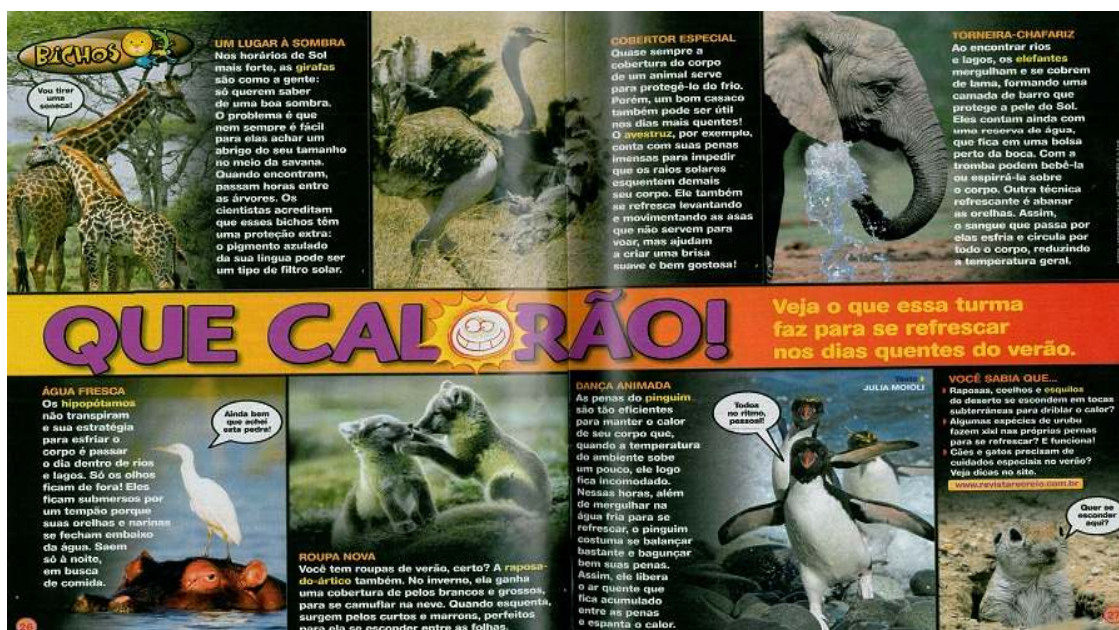 BICHOS
Vou tirar
uma
soneca!
UM LUGAR À SOMBRA
Nos horários de Sol
mais forte, as girafas
são como a gente:
só querem saber
de uma boa sombra.
O problema é que
nem sempre é fácil
para elas achar um
abrigo do seu tamanho
no meio da savana.
Quando encontram,
passam horas entre
as árvores. Os
cientistas acreditam
que esses bichos têm
uma proteção extra:
o pigmento azulado
da sua língua pode ser
um tipo de filtro solar.
COBERTOR ESPECIAL
Quase sempre a
cobertura do corpo
de um animal serve
para protegê-lo do frio.
Porém, um bom casaco
também pode ser útil
nos dias mais quentes!
O avestruz, por exemplo,
conta com suas penas
imensas para impedir
que os raios solares
esquentem demais
seu corpo. Ele também
se refresca levantando
e movimentando as asas
que não servem para
voar, mas ajudam
a criar uma brisa
suave e bem gostosa!
TORNEIRA-CHAFARIZ
Ao encontrar rios
e lagos, os elefantes
mergulham e se cobrem
de lama, formando uma
camada de barro que
protege a pele do Sol.
Eles contam ainda com
uma reserva de água,
que fica em uma bolsa
perto da boca. Com a
tromba podem bebê-la
ou espirrá-la sobre
o corpo. Outra técnica
refrescante é abanar
as orelhas. Assim,
o sangue que passa por
elas esfria e circula por
todo o corpo, reduzindo
a temperatura geral.
QUE CALORÃO!
Veja o que essa turma
faz para se refrescar
nos dias quentes do verão.
ÁGUA FRESCA
Os hipopótamos
não transpiram
e sua estratégia
para esfriar o
corpo é passar
o dia dentro de rios
e lagos. Só os olhos
ficam de fora! Eles
ficam submersos por
um tempão porque
suas orelhas e narinas
se fecham embaixo
da água. Saem
só à noite,
em busca
de comida.
Ainda bem
que achei
esta pedra!
26
ROUPA NOVA
Você tem roupas de verão, certo? A raposa-
do-ártico também. No inverno, ela ganha
uma cobertura de pelos brancos e grossos,
para se camuflar na neve. Quando esquenta,
surgem pelos curtos e marrons, perfeitos
para ela se esconder entre as folhas.
DANÇA ANIMADA
As penas do pinguim
são tão eficientes
para manter o calor
de seu corpo que,
quando a temperatura
do ambiente sobe
um pouco, ele logo
fica incomodado.
Nessas horas, além
de mergulhar na
água fria para se
refrescar, o pinguim
costuma se balançar
bastante e bagunçar
bem suas penas.
Assim, ele libera
o ar quente que
fica acumulado
entre as penas
e espanta o calor.
Texto
JULIA MOIOLI
Todos
no ritmo,
pessoal!
VOCÊ SABIA QUE...
Raposas, coelhos e esquilos
do deserto se escondem em tocas
subterrâneas para driblar o calor?
Algumas espécies de urubu
fazem xixi nas próprias pernas
para se refrescar? E funciona!
Cães e gatos precisam de
cuidados especiais no verão?
Veja dicas no site.
www.revistarecreio.com.br
Quer se
esconder
aqui?
27